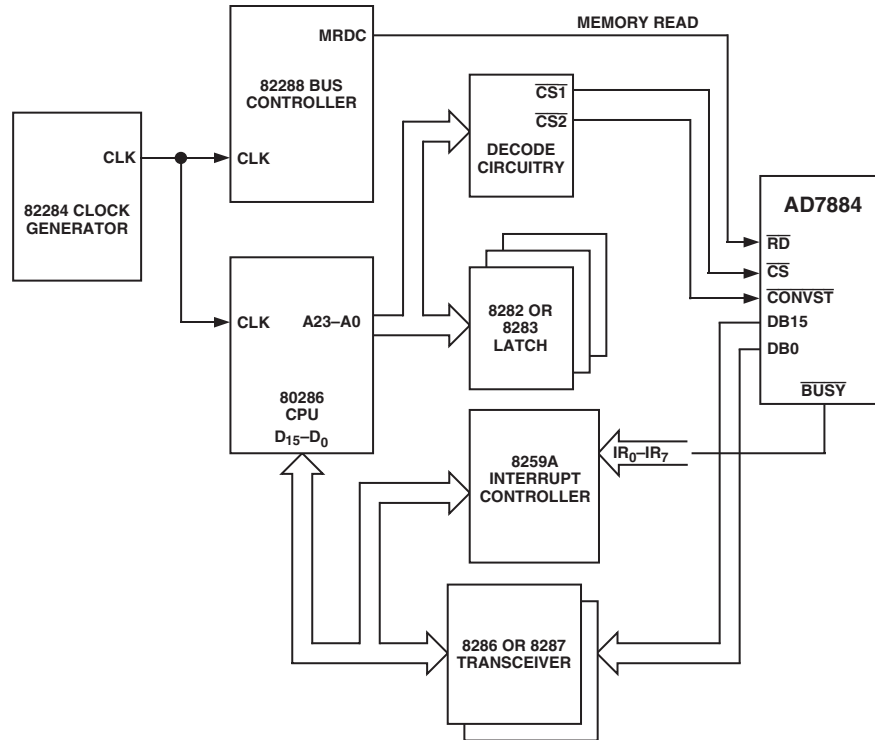 MRDC
MEMORY READ
82288 BUS
CONTROLLER
CLK
CLK
82284 CLOCK
GENERATOR
CS1
CS2
DECODE
CIRCUITRY
AD7884
RD
CS
CONVST
DB15
DB0
BUSY
CLK
A23–A0
80286
CPU
D15–D0
8282 OR
8283
LATCH
8259A
INTERRUPT
CONTROLLER
IR0–IR7
8286 OR 8287
TRANSCEIVER